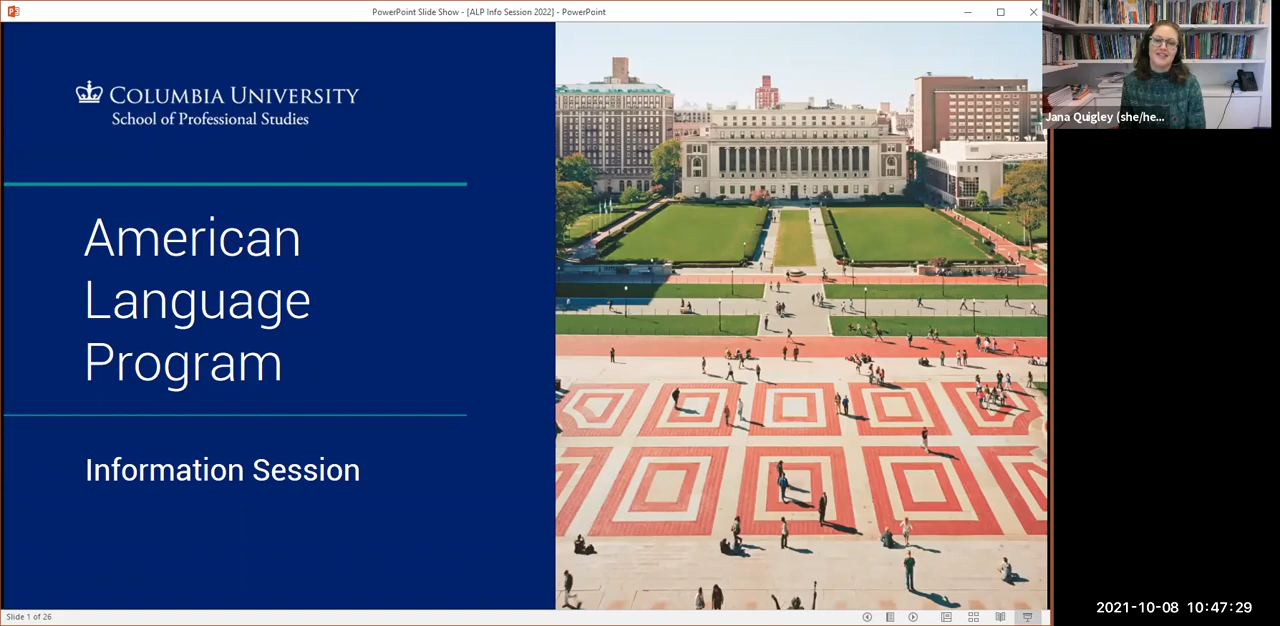 PowerPoint Slide Show - [ALP Info Session 2022] - PowerPoint
COLUMBIA UNIVERSITY
School of Professional Studies
American
Language
Program
Information Session
Slide 1 of 26
Jana Quigley (she/he...
2021-10-08 10:47:29